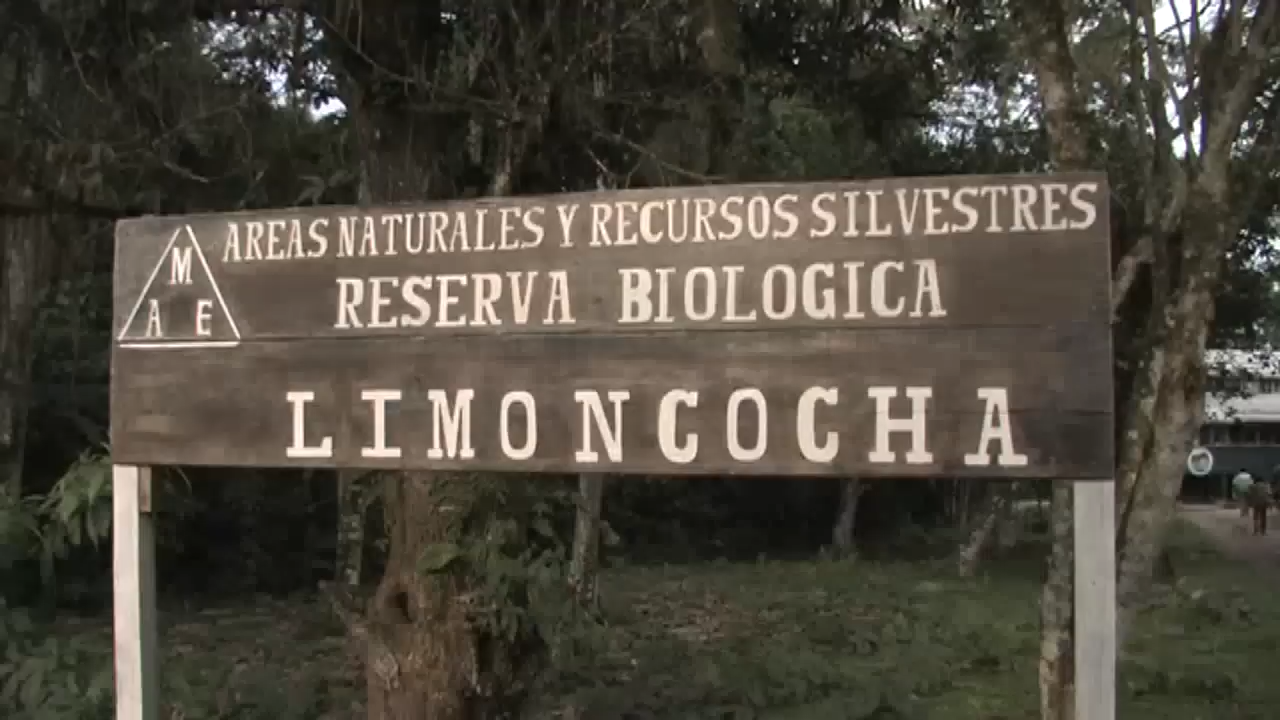 AREAS NATURALES Y RECURSOS SILVESTRES
M
A E
RESERVA BIOLOGICA
LIMONCOCHA